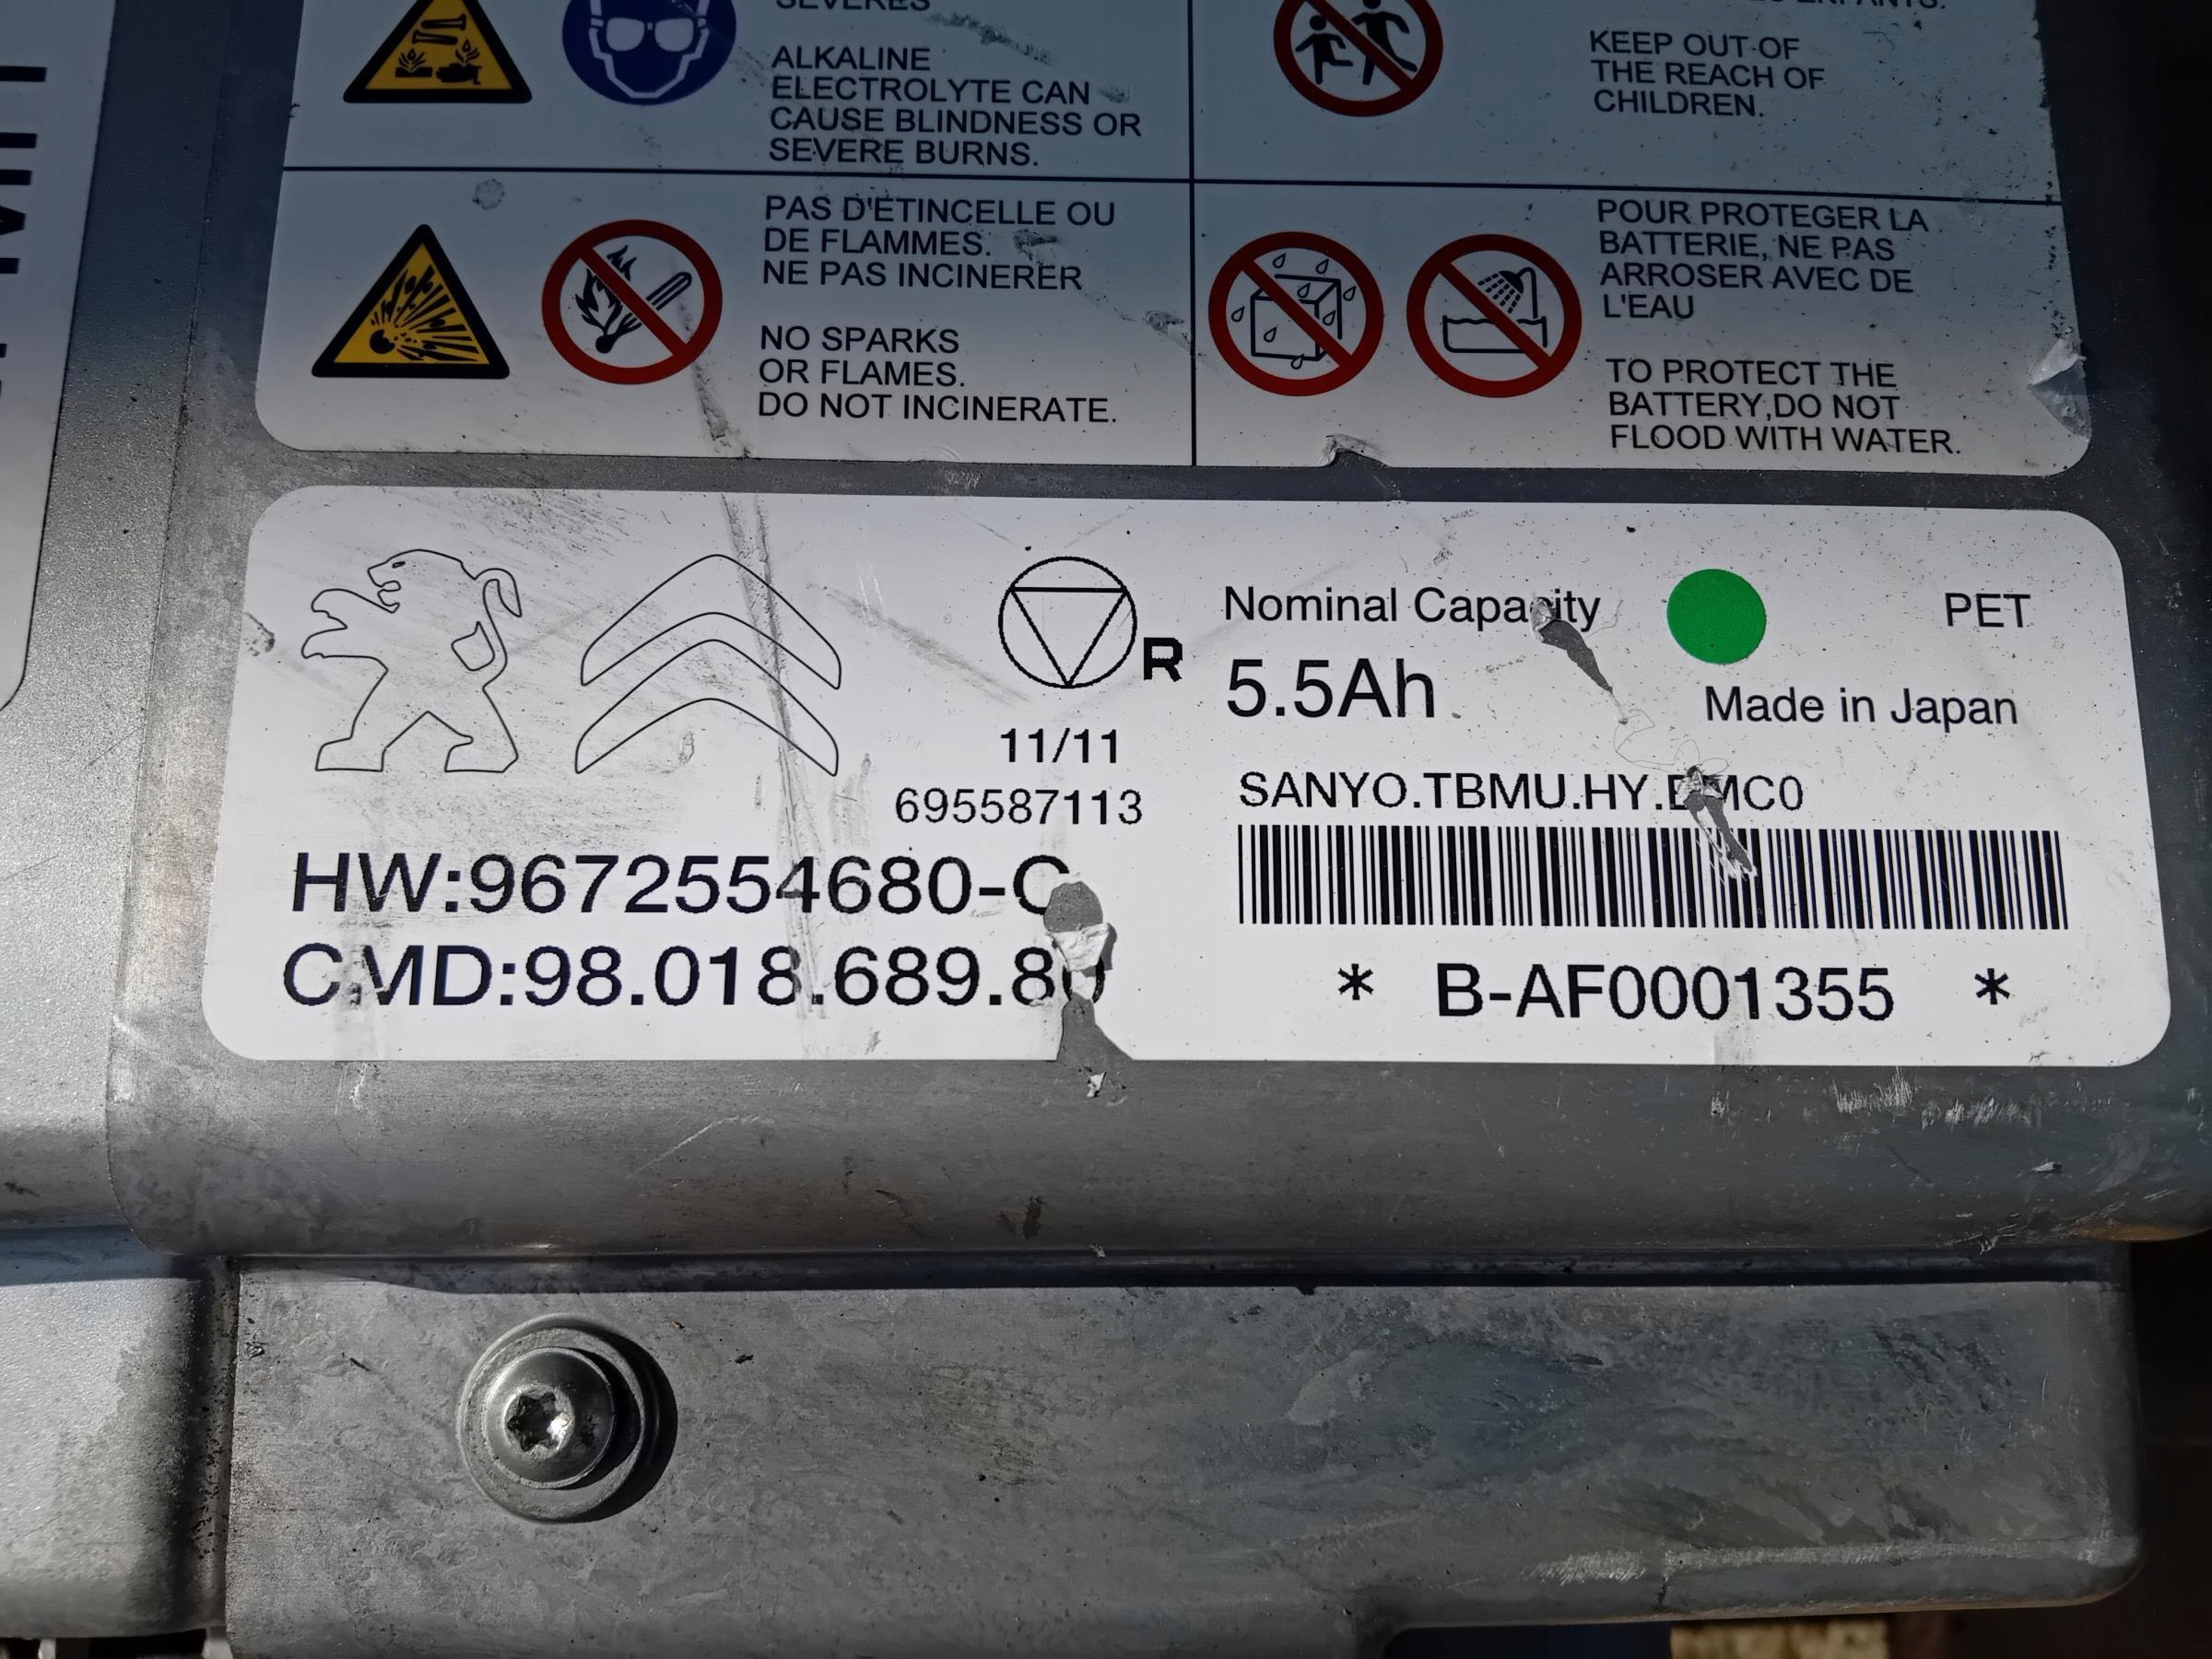 SEVERES
ALKALINE
ELECTROLYTE CAN
CAUSE BLINDNESS OR
SEVERE BURNS.
KEEP OUT OF
THE REACH OF
CHILDREN.
PAS D'ETINCELLE OU
DE FLAMMES.
NE PAS INCINERER
NO SPARKS
OR FLAMES.
DO NOT INCINERATE.
POUR PROTEGER LA
BATTERIE, NE PAS
ARROSER AVEC DE
L'EAU
TO PROTECT THE
BATTERY,DO NOT
FLOOD WITH WATER.
R
11/11
695587113
HW:9672554680-C
CMD:98.018.689.80
Nominal Capacity
5.5Ah
PET
Made in Japan
* B-AF0001355 *